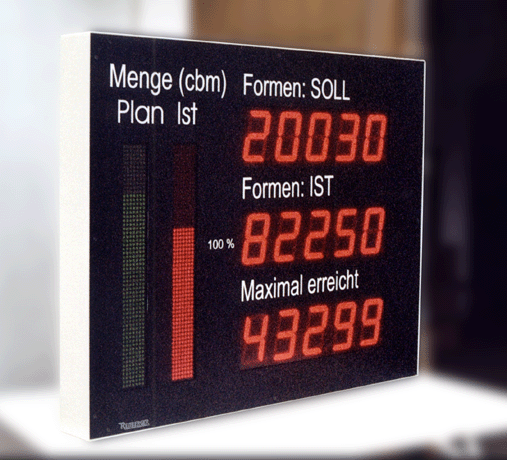 Menge (cbm)
Plan Ist
Formen: SOLL
20030
Formen: IST
100 %
82250
Maximal erreicht
43299